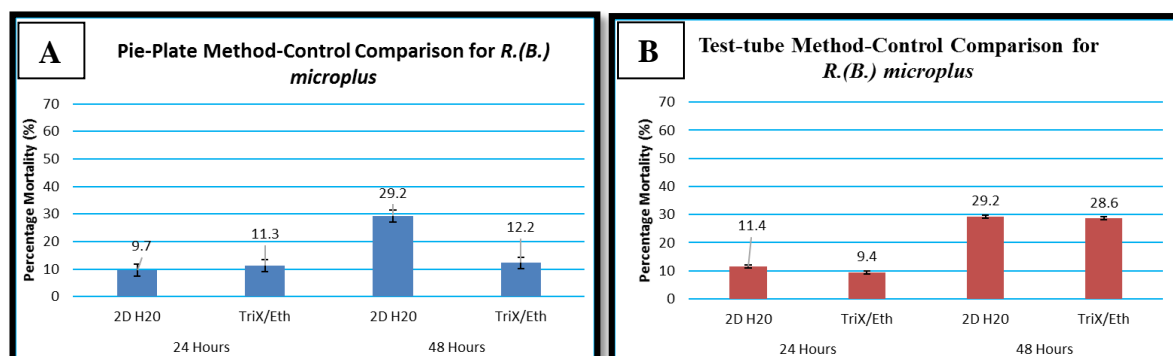 A
Pie-Plate Method-Control Comparison for R.(B.)
microplus
Percentage Mortality (%)
70
60
50
40
30
20
10
0
9.7
11.3
29.2
12.2
2D H20
TriX/Eth
2D H20
TriX/Eth
24 Hours
48 Hours
B
Test-tube Method-Control Comparison for
R.(B.) microplus
Percentage Mortality (%)
70
60
50
40
30
20
10
0
11.4
9.4
29.2
28.6
2D H20
TriX/Eth
2D H20
TriX/Eth
24 Hours
48 Hours